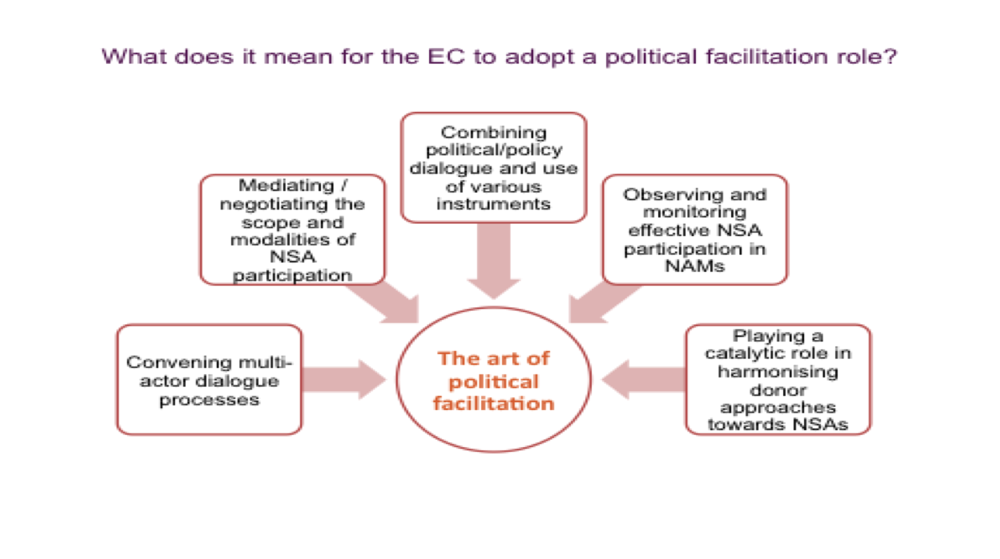 What does it mean for the EC to adopt a political facilitation role?
Combining
political/policy
dialogue and use
of various
instruments
Mediating /
negotiating the
scope and
modalities of
NSA
participation
Observing and
monitoring
effective NSA
participation in
NAMs
Convening multi-
actor dialogue
processes
The art of
political
facilitation
Playing a
catalytic role in
harmonising
donor
approaches
towards NSAs